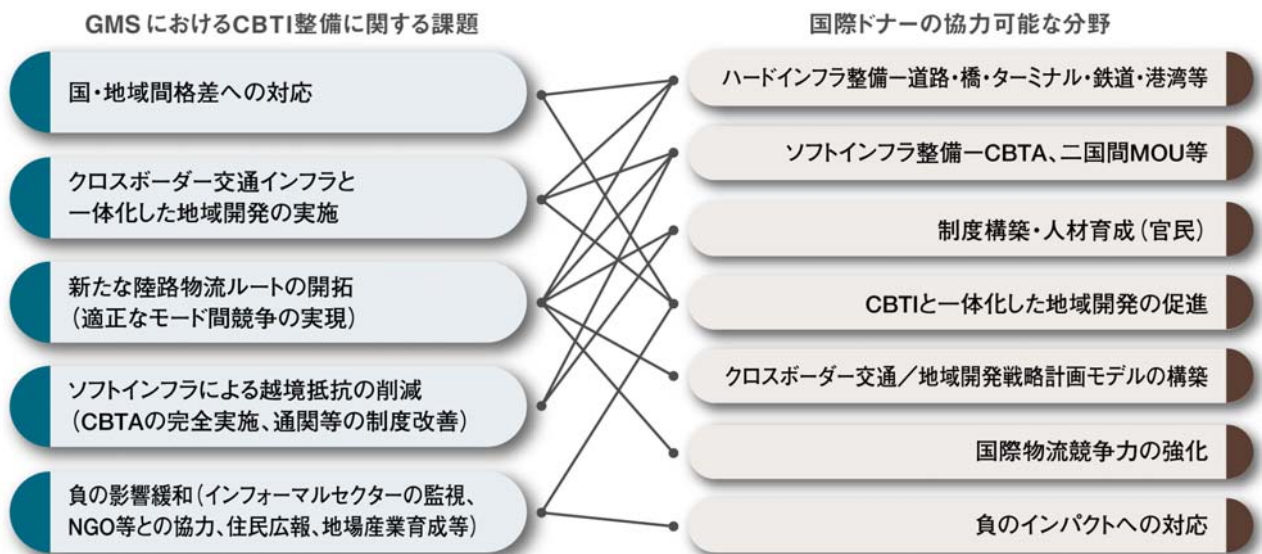 GMSにおけるCBTI整備に関する課題
国・地域間格差への対応
クロスボーダー交通インフラと
一体化した地域開発の実施
新たな陸路物流ルートの開拓
(適正なモード間競争の実現)
ソフトインフラによる越境抵抗の削減
(CBTAの完全実施、通関等の制度改善)
負の影響緩和(インフォーマルセクターの監視、
NGO等との協力、住民広報、地場産業育成等)
国際ドナーの協力可能な分野
ハードインフラ整備ー道路・橋・ターミナル・鉄道・港湾等
ソフトインフラ整備ーCBTA、二国間MOU等
制度構築・人材育成(官民)
CBTIと一体化した地域開発の促進
クロスボーダー交通/地域開発戦略計画モデルの構築
国際物流競争力の強化
負のインパクトへの対応